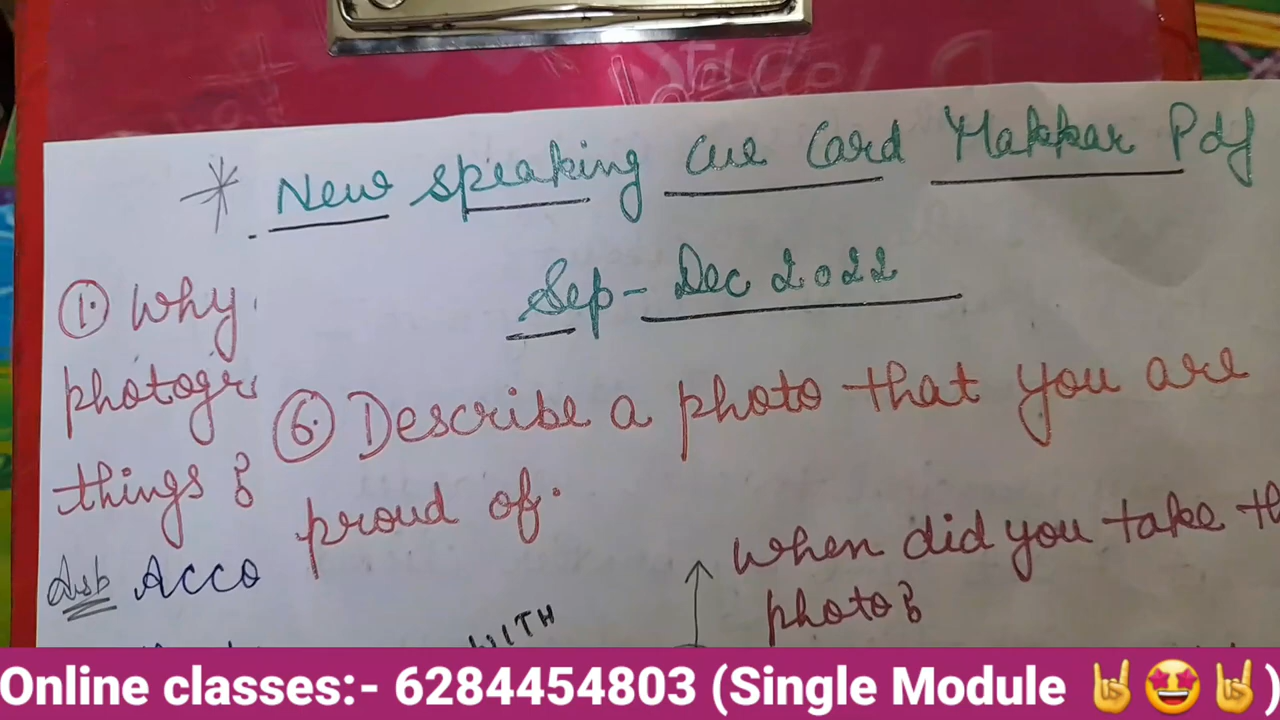 * New speaking Cue Card Makkar Pdf
Sep - Dec 2022
① Why
photogr
things ?
⑥ Describe a photo that you are
proud of.
Acco
When did you take th
photo?
WITH
Online classes:- 6284454803 (Single Module 🤘🤩🤘)